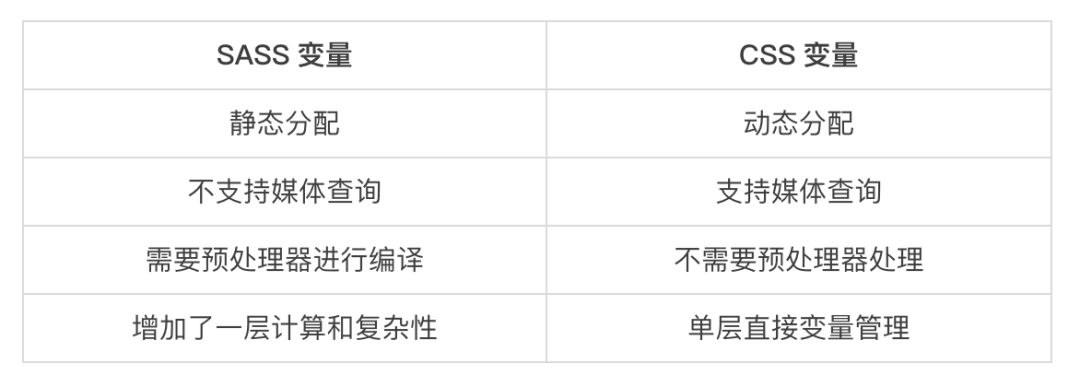 SASS 变量 CSS 变量
静态分配 动态分配
不支持媒体查询 支持媒体查询
需要预处理器进行编译 不需要预处理器处理
增加了一层计算和复杂性 单层直接变量管理